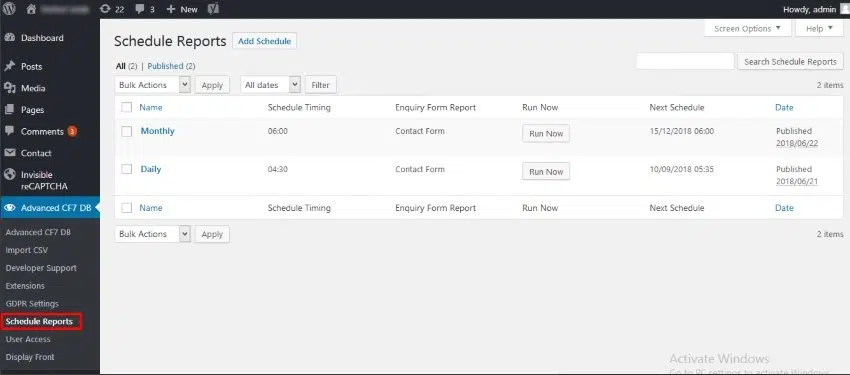 22 3 + New Howdy, admin
Dashboard
Posts
Media
Pages
Comments 3
Contact
Invisible
reCAPTCHA
Advanced CF7 DB
Advanced CF7 DB
Import CSV
Developer Support
Extensions
GDPR Settings
Schedule Reports
User Access
Display Front
Screen Options Help
Schedule Reports Add Schedule
All (2) | Published (2)
Search Schedule Reports
Bulk Actions Apply All dates Filter 2 items
Name Schedule Timing Enquiry Form Report Run Now Next Schedule Date
Monthly 06:00 Contact Form Run Now 15/12/2018 06:00 Published
2018/06/22
Daily 04:30 Contact Form Run Now 10/09/2018 05:35 Published
2018/06/21
Name Schedule Timing Enquiry Form Report Run Now Next Schedule Date
Bulk Actions Apply 2 items
Activate Windows
Go to PC settings to activate Windows.